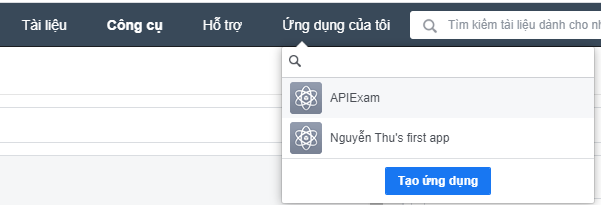 Tài liệu Công cụ Hỗ trợ Ứng dụng của tôi Tìm kiếm tài liệu dành cho
APIExam
Nguyễn Thu's first app
Tạo ứng dụng